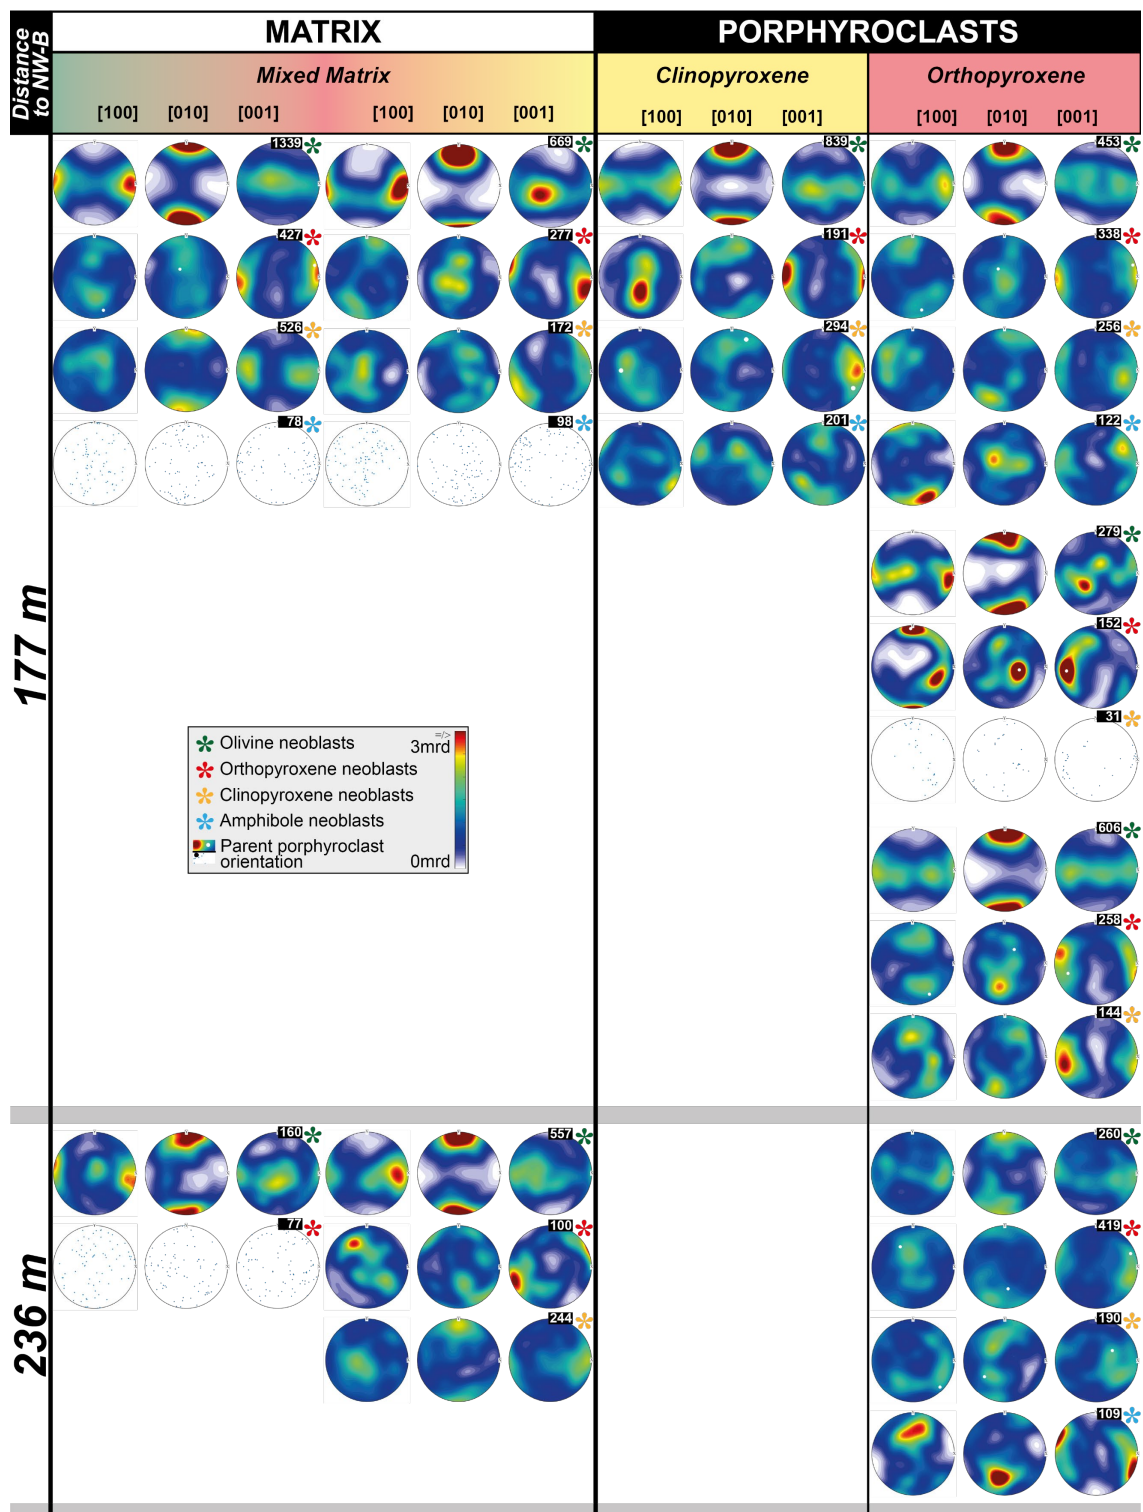 Distance
to NW-B
MATRIX
PORPHYROCLASTS
Mixed Matrix
Clinopyroxene
Orthopyroxene
[100] [010] [001] [100] [010] [001] [100] [010] [001] [100] [010] [001]
1339 669 839 453
427 277 191 338
526 172 294 256
78 98 201 122
279
152
31
606
258
144
177 m
Olivine neoblasts
Orthopyroxene neoblasts
Clinopyroxene neoblasts
Amphibole neoblasts
Parent porphyroclast
orientation
=/>
3mrd
0mrd
160 557 260
77 100 419
244 190
109
236 m